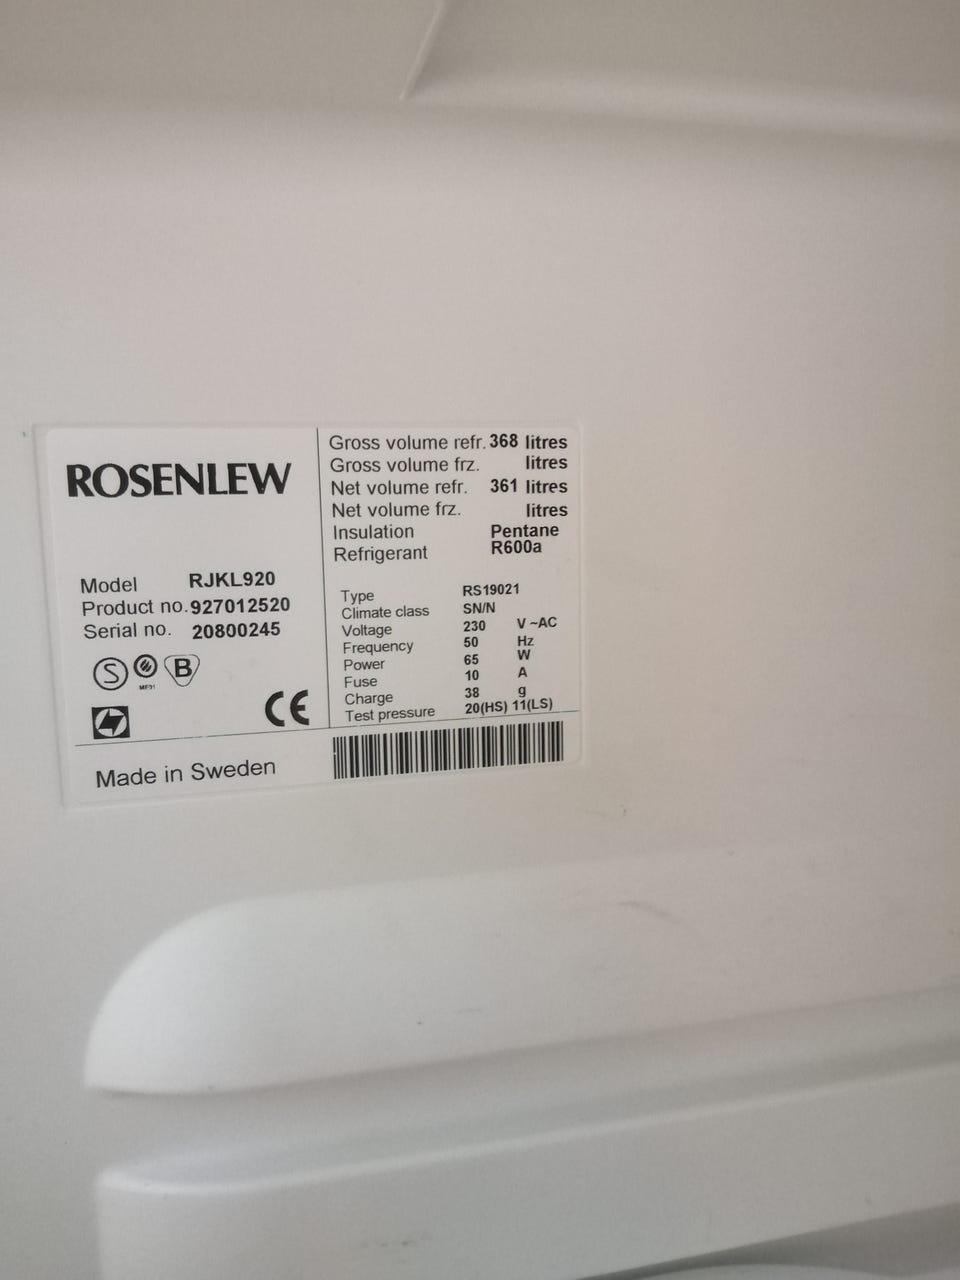 ROSENLEW
Model RJKL920
Product no. 927012520
Serial no. 20800245
S B
CE
Gross volume refr. 368 litres
Gross volume frz. litres
Net volume refr. 361 litres
Net volume frz. litres
Insulation Pentane
Refrigerant R600a
Type RS19021
Climate class SN/N
Voltage 230 V ~AC
Frequency 50 Hz
Power 65 W
Fuse 10 A
Charge 38 g
Test pressure 20(HS) 11(LS)
Made in Sweden